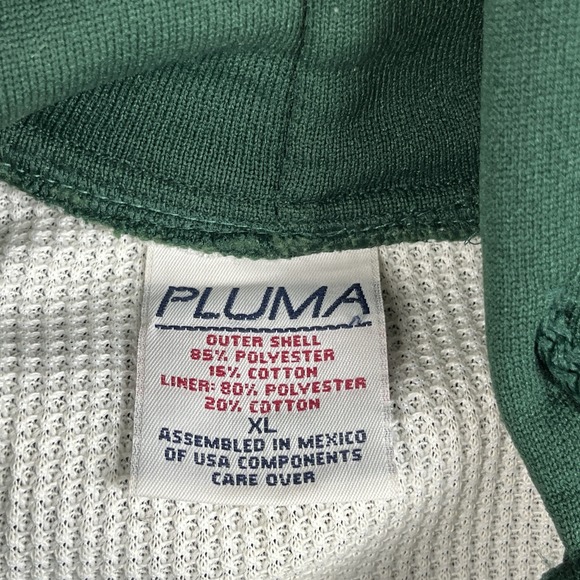 PLUMA
OUTER SHELL
85% POLYESTER
15% COTTON
LINER: 80% POLYESTER
20% COTTON
XL
ASSEMBLED IN MEXICO
OF USA COMPONENTS
CARE OVER